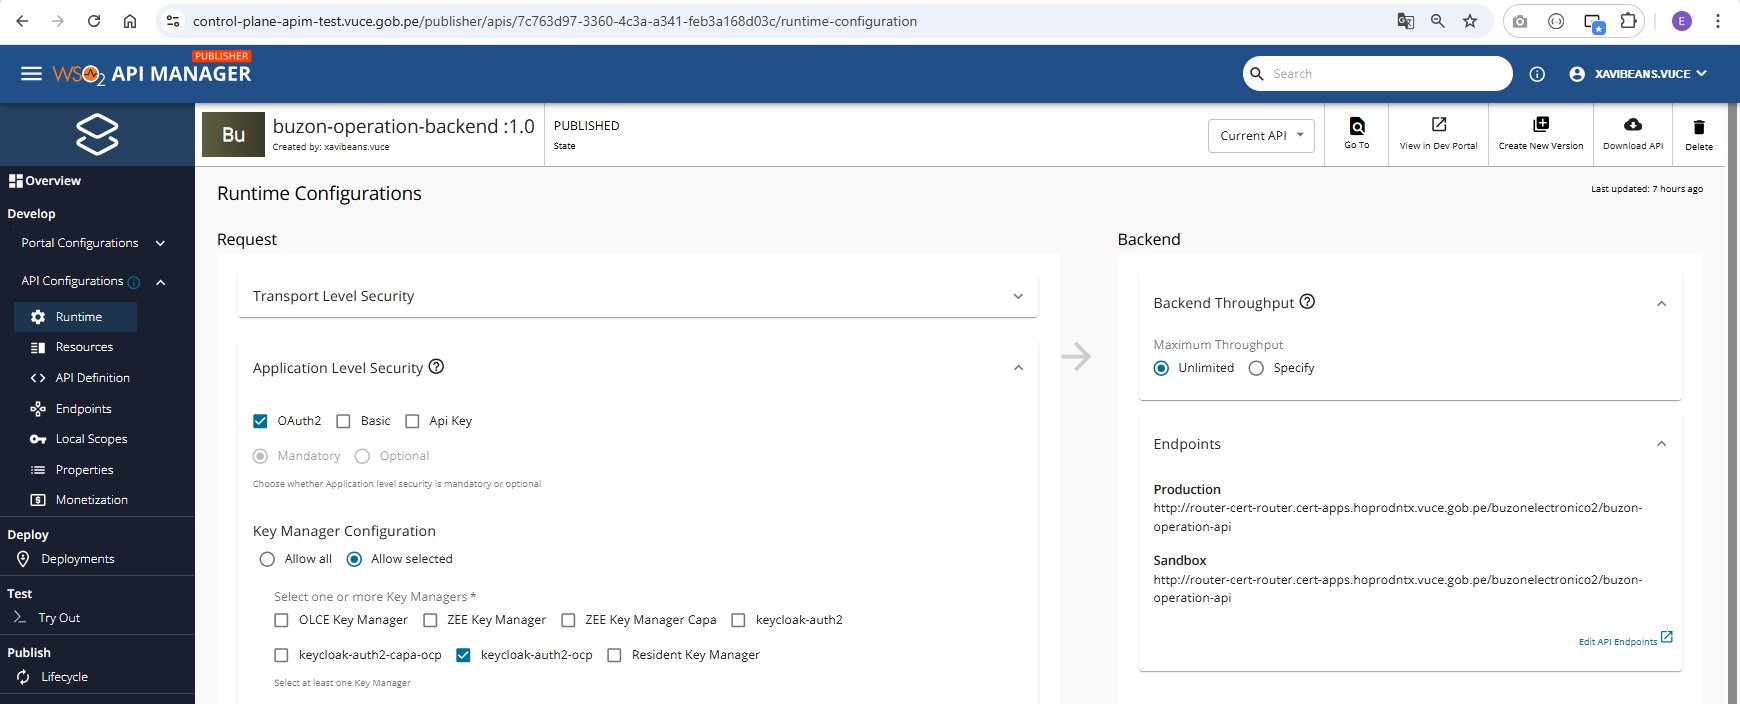 control-plane-apim-test.vuce.gob.pe/publisher/apis/7c763d97-3360-4c3a-a341-feb3a168d03c/runtime-configuration
E
PUBLISHER
WSO2 API MANAGER
Search
XAVIBEANS.VUCE
Bu
buzon-operation-backend :1.0
Created by: xavibeans.vuce
PUBLISHED
State
Current API
Go To
View in Dev Portal
Create New Version
Download API
Delete
Overview
Develop
Portal Configurations
API Configurations
Runtime
Resources
API Definition
Endpoints
Local Scopes
Properties
Monetization
Deploy
Deployments
Test
Try Out
Publish
Lifecycle
Runtime Configurations
Last updated: 7 hours ago
Request
Transport Level Security
Application Level Security
OAuth2 Basic Api Key
Mandatory Optional
Choose whether Application level security is mandatory or optional
Key Manager Configuration
Allow all Allow selected
Select one or more Key Managers *
OLCE Key Manager ZEE Key Manager ZEE Key Manager Capa keycloak-auth2
keycloak-auth2-capa-ocp keycloak-auth2-ocp Resident Key Manager
Select at least one Key Manager
Backend
Backend Throughput
Maximum Throughput
Unlimited Specify
Endpoints
Production
http://router-cert-router.cert-apps.hoprodntx.vuce.gob.pe/buzonelectronico2/buzon-
operation-api
Sandbox
http://router-cert-router.cert-apps.hoprodntx.vuce.gob.pe/buzonelectronico2/buzon-
operation-api
Edit API Endpoints